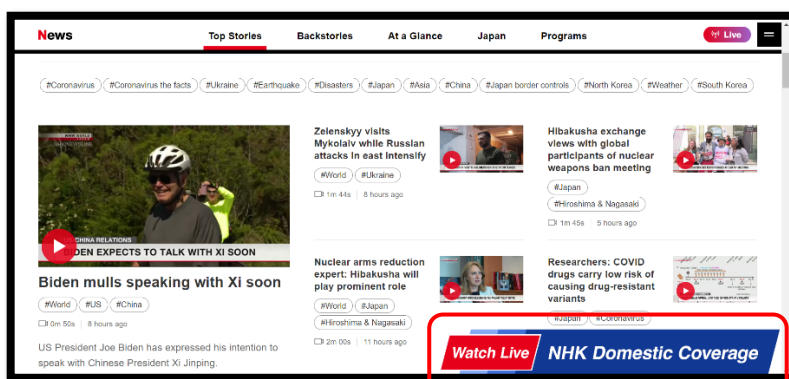 News
Top Stories
Backstories
At a Glance
Japan
Programs
Live
#Coronavirus
#Coronavirus the facts
#Ukraine
#Earthquake
#Disasters
#Japan
#Asia
#China
#Japan border controls
#North Korea
#Weather
#South Korea
US-CHINA RELATIONS
BIDEN EXPECTS TO TALK WITH XI SOON
Biden mulls speaking with Xi soon
#World
#US
#China
0m 50s
8 hours ago
US President Joe Biden has expressed his intention to
speak with Chinese President Xi Jinping.
Zelenskyy visits
Mykolaiv while Russian
attacks in east intensify
#World
#Ukraine
1m 44s
8 hours ago
Nuclear arms reduction
expert: Hibakusha will
play prominent role
#World
#Japan
#Hiroshima & Nagasaki
2m 00s
11 hours ago
Hibakusha exchange
views with global
participants of nuclear
weapons ban meeting
#Japan
#Hiroshima & Nagasaki
1m 45s
5 hours ago
Researchers: COVID
drugs carry low risk of
causing drug-resistant
variants
#Japan
#Coronavirus
Watch Live
NHK Domestic Coverage